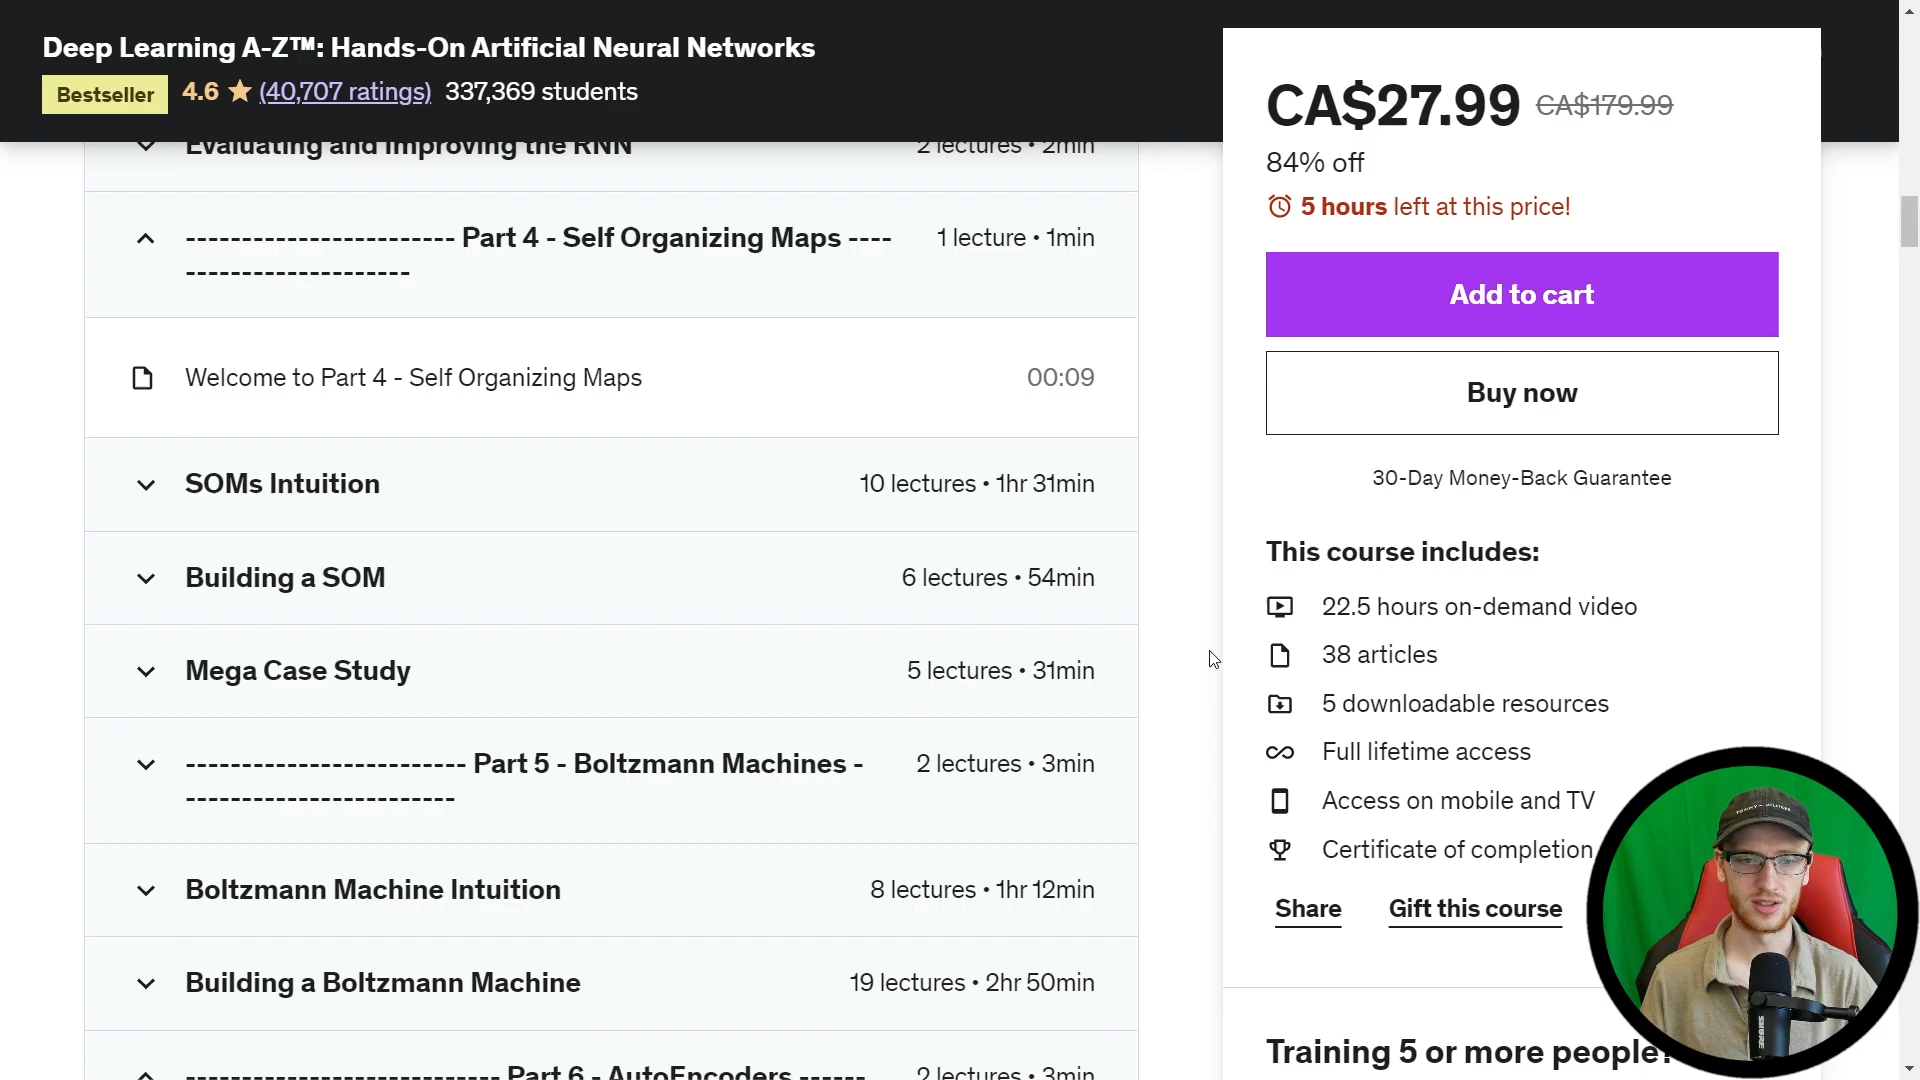 Deep Learning A-Z™: Hands-On Artificial Neural Networks
Bestseller 4.6 (40,707 ratings) 337,369 students
Evaluating and Improving the RNN 2 lectures • 2min
------------------------ Part 4 - Self Organizing Maps ---- 1 lecture • 1min
--------------------
Welcome to Part 4 - Self Organizing Maps 00:09
SOMs Intuition 10 lectures • 1hr 31min
Building a SOM 6 lectures • 54min
Mega Case Study 5 lectures • 31min
------------------------- Part 5 - Boltzmann Machines - 2 lectures • 3min
------------------------
Boltzmann Machine Intuition 8 lectures • 1hr 12min
Building a Boltzmann Machine 19 lectures • 2hr 50min
---------------------------- Part 6 - AutoEncoders ------ 2 lectures • 3min
CA$27.99 CA$179.99
84% off
5 hours left at this price!
Add to cart
Buy now
30-Day Money-Back Guarantee
This course includes:
22.5 hours on-demand video
38 articles
5 downloadable resources
Full lifetime access
Access on mobile and TV
Certificate of completion
Share Gift this course
Training 5 or more people?
TOMMY HILFIGER
SHURE